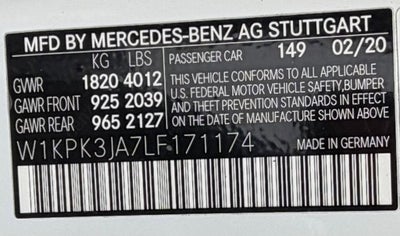 MFD BY MERCEDES-BENZ AG STUTTGART
KG LBS PASSENGER CAR 149 02/20
GVWR 1820 4012
GAWR FRONT 925 2039
GAWR REAR 965 2127
THIS VEHICLE CONFORMS TO ALL APPLICABLE
U.S. FEDERAL MOTOR VEHICLE SAFETY, BUMPER
AND THEFT PREVENTION STANDARDS IN EFFECT
ON THE DATE OF MANUFACTURE SHOWN ABOVE.
W1KPK3JA7LF171174 MADE IN GERMANY